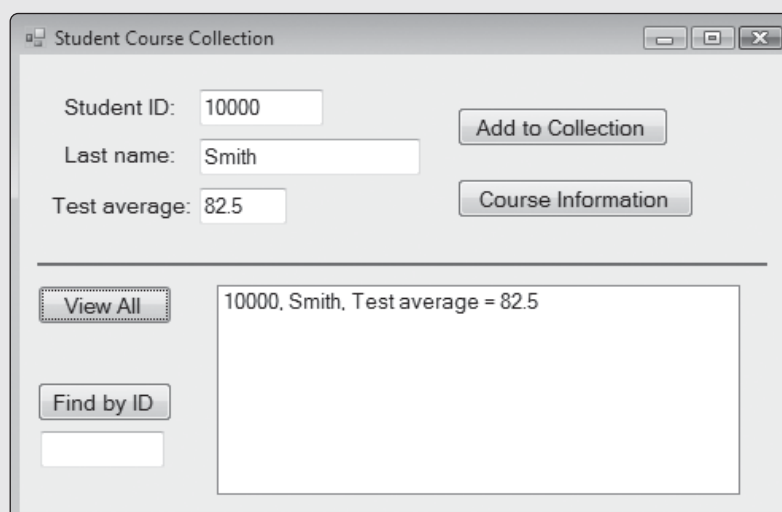 Student Course Collection
Student ID: 10000
Add to Collection
Last name: Smith
Test average: 82.5
Course Information
View All
10000, Smith, Test average = 82.5
Find by ID